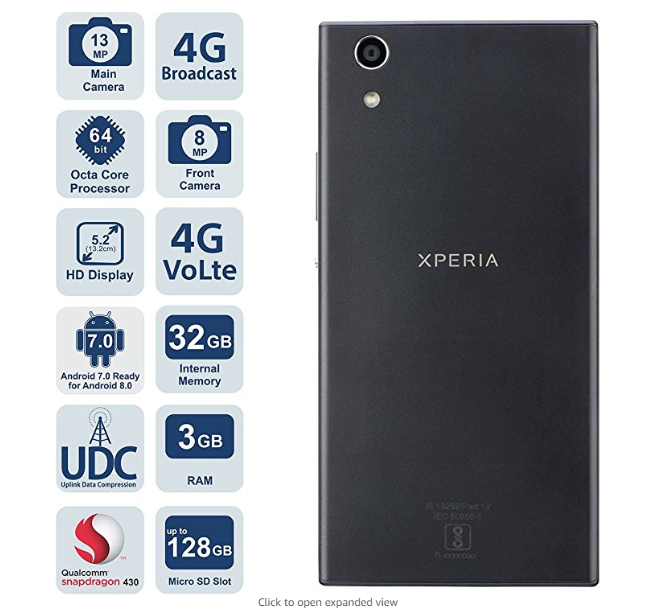 13
MP
Main
Camera
4G
Broadcast
64
bit
Octa Core
Processor
8
MP
Front
Camera
5.2"
(13.2cm)
HD Display
4G
VoLte
7.0
Android 7.0 Ready
for Android 8.0
32GB
Internal
Memory
UDC
Uplink Data Compression
3GB
RAM
Qualcomm
snapdragon 430
up to
128GB
Micro SD Slot
XPERIA
IEC 60950-1
Click to open expanded view